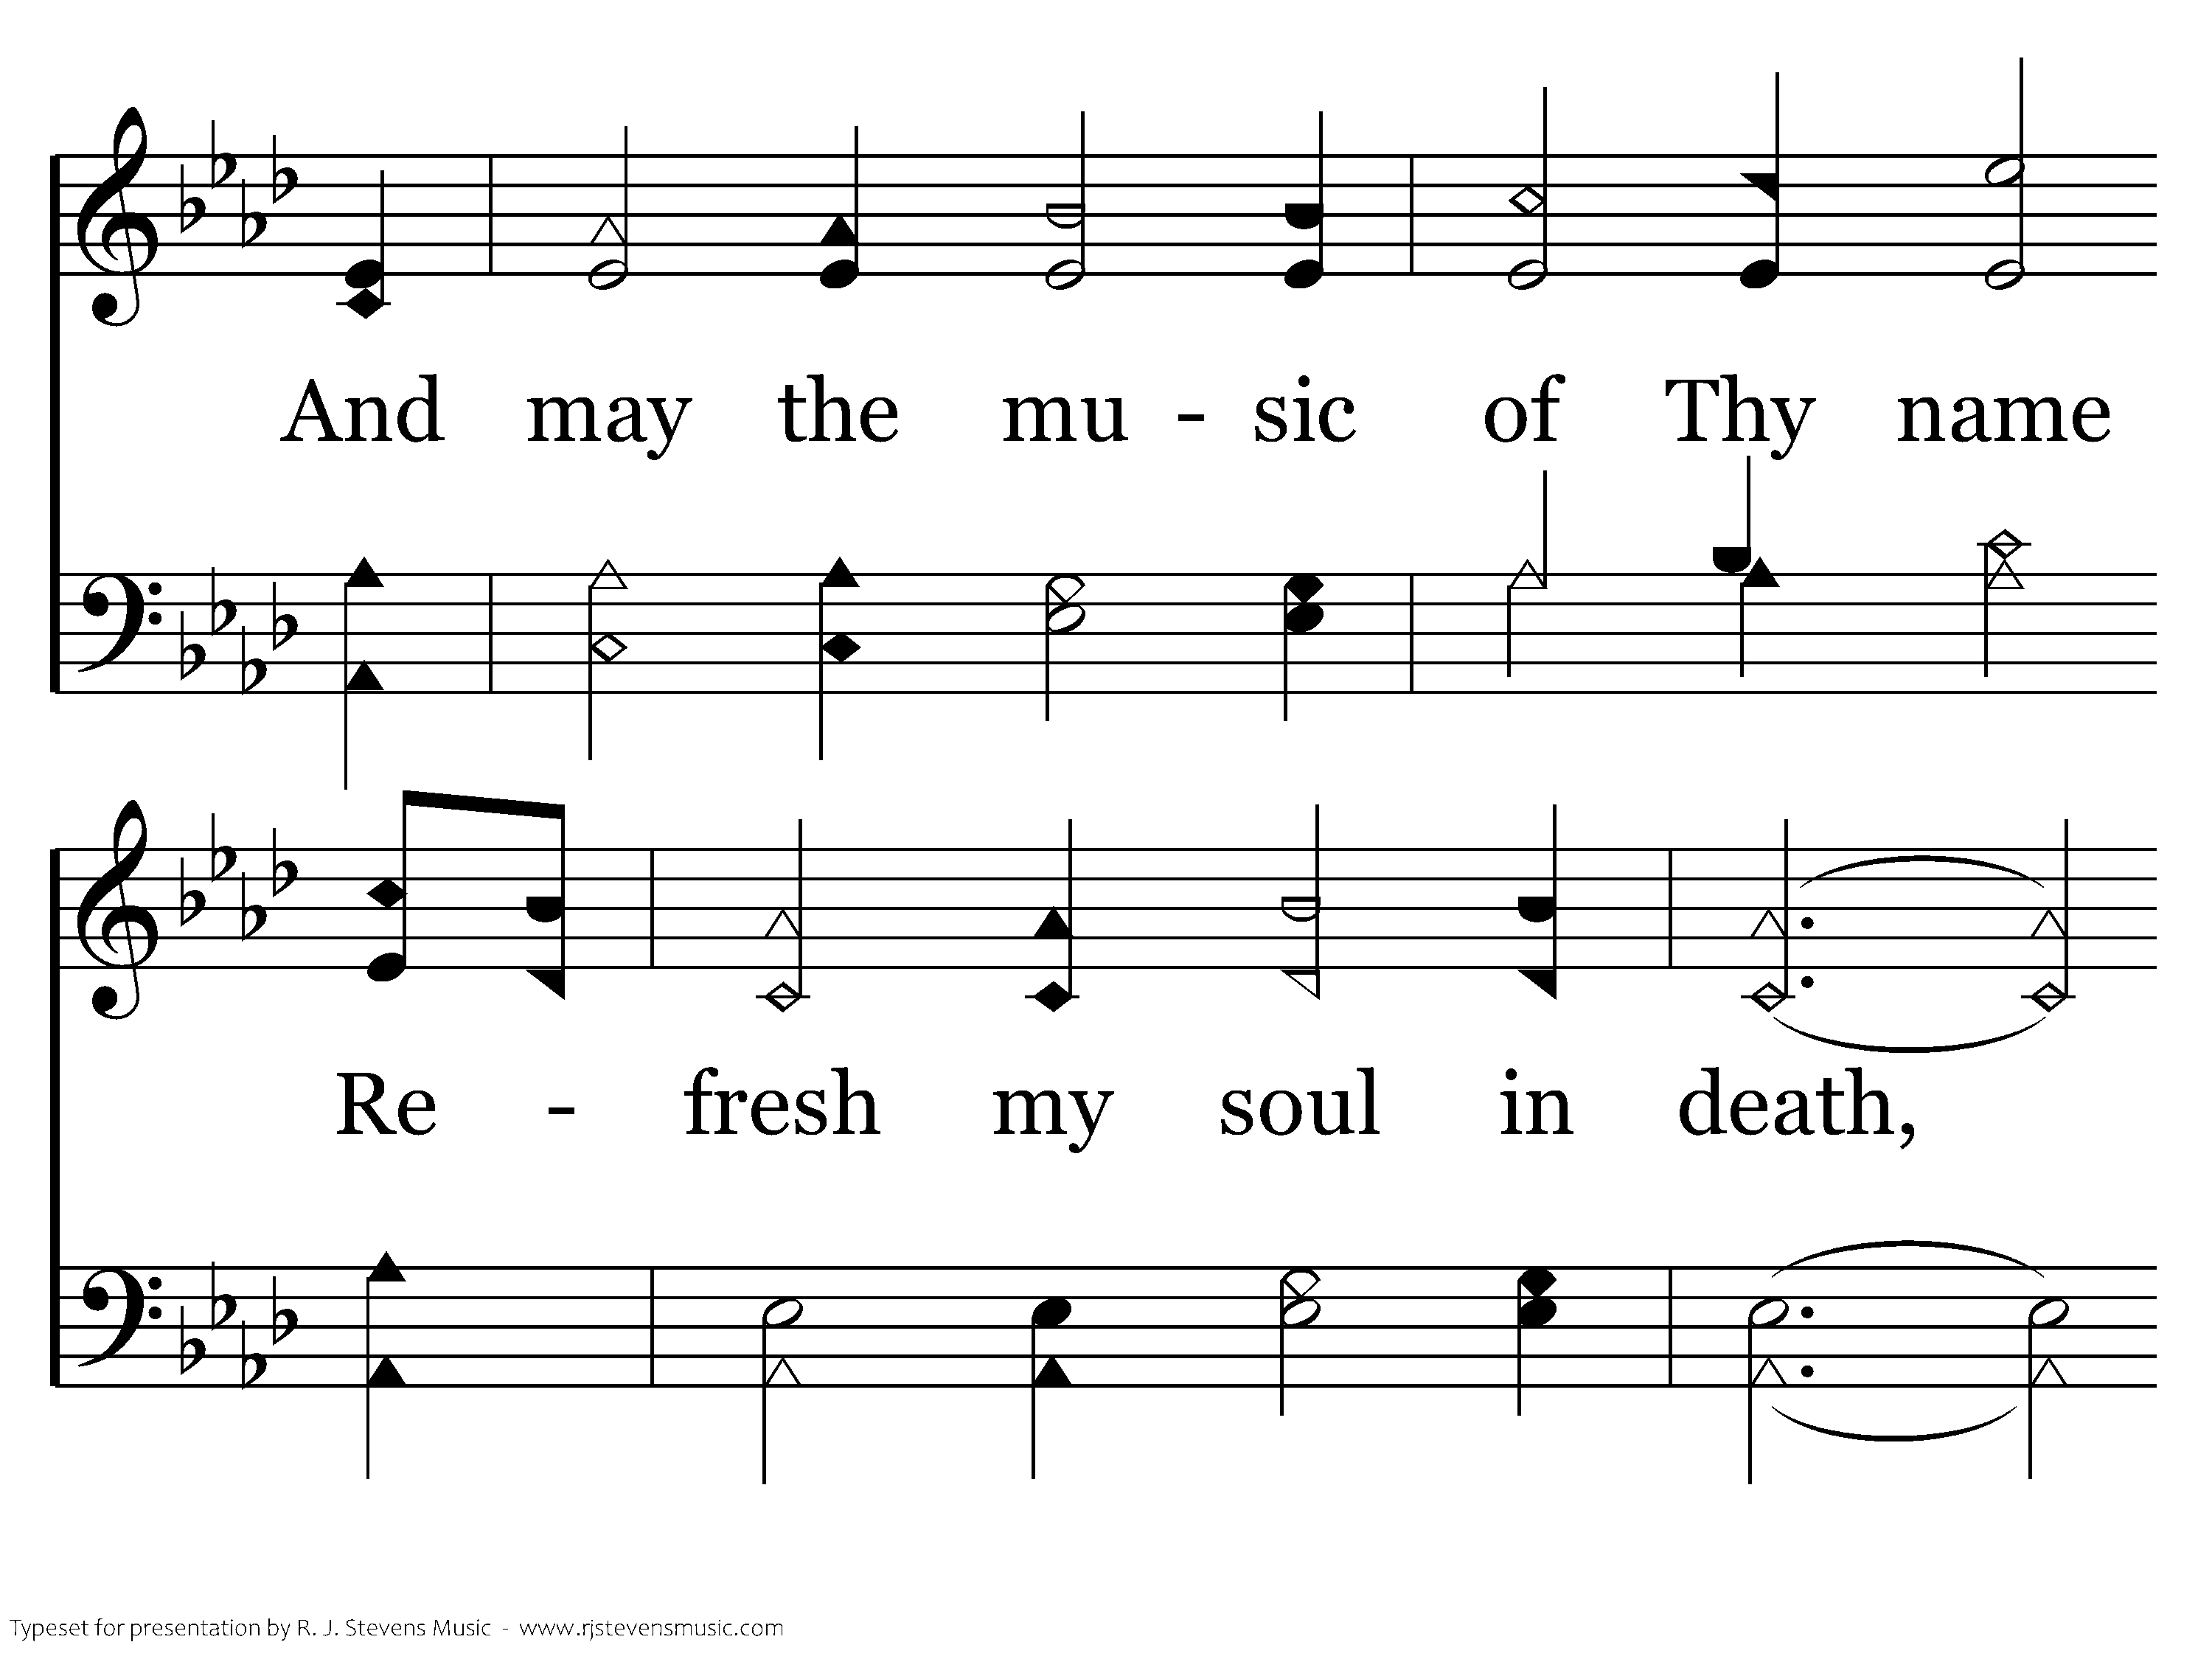 And may the mu - sic of Thy name
Re - fresh my soul in death,
Typeset for presentation by R. J. Stevens Music - www.rjstevensmusic.com